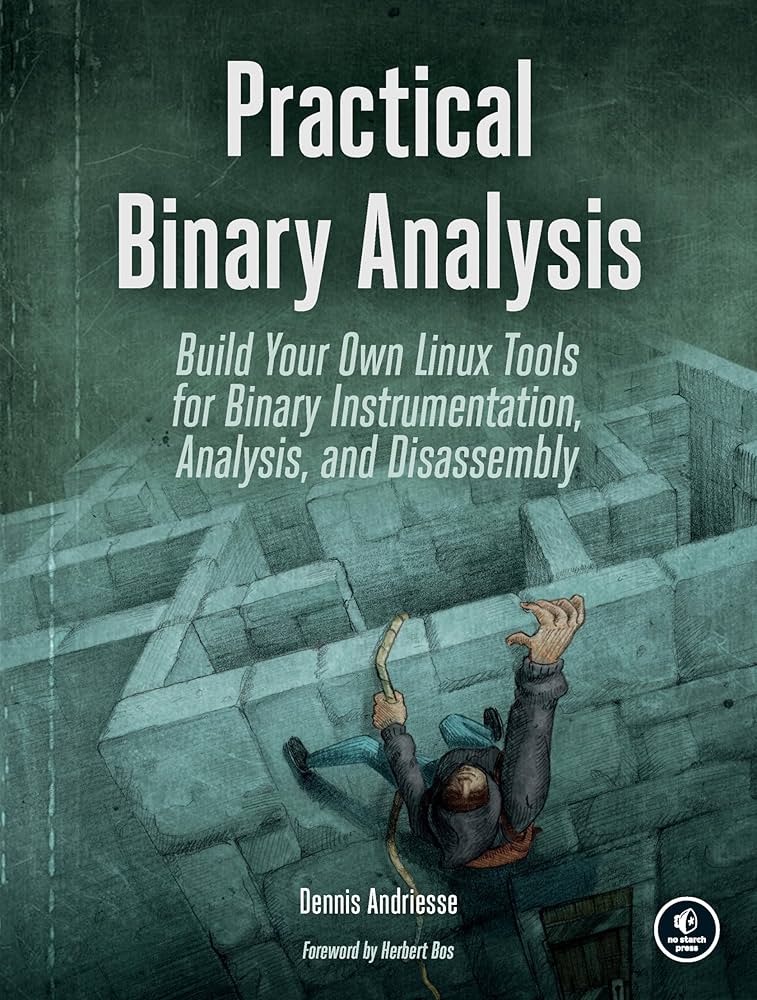 Practical
Binary Analysis
Build Your Own Linux Tools
for Binary Instrumentation,
Analysis, and Disassembly
Dennis Andriesse
Foreword by Herbert Bos
no starch
press